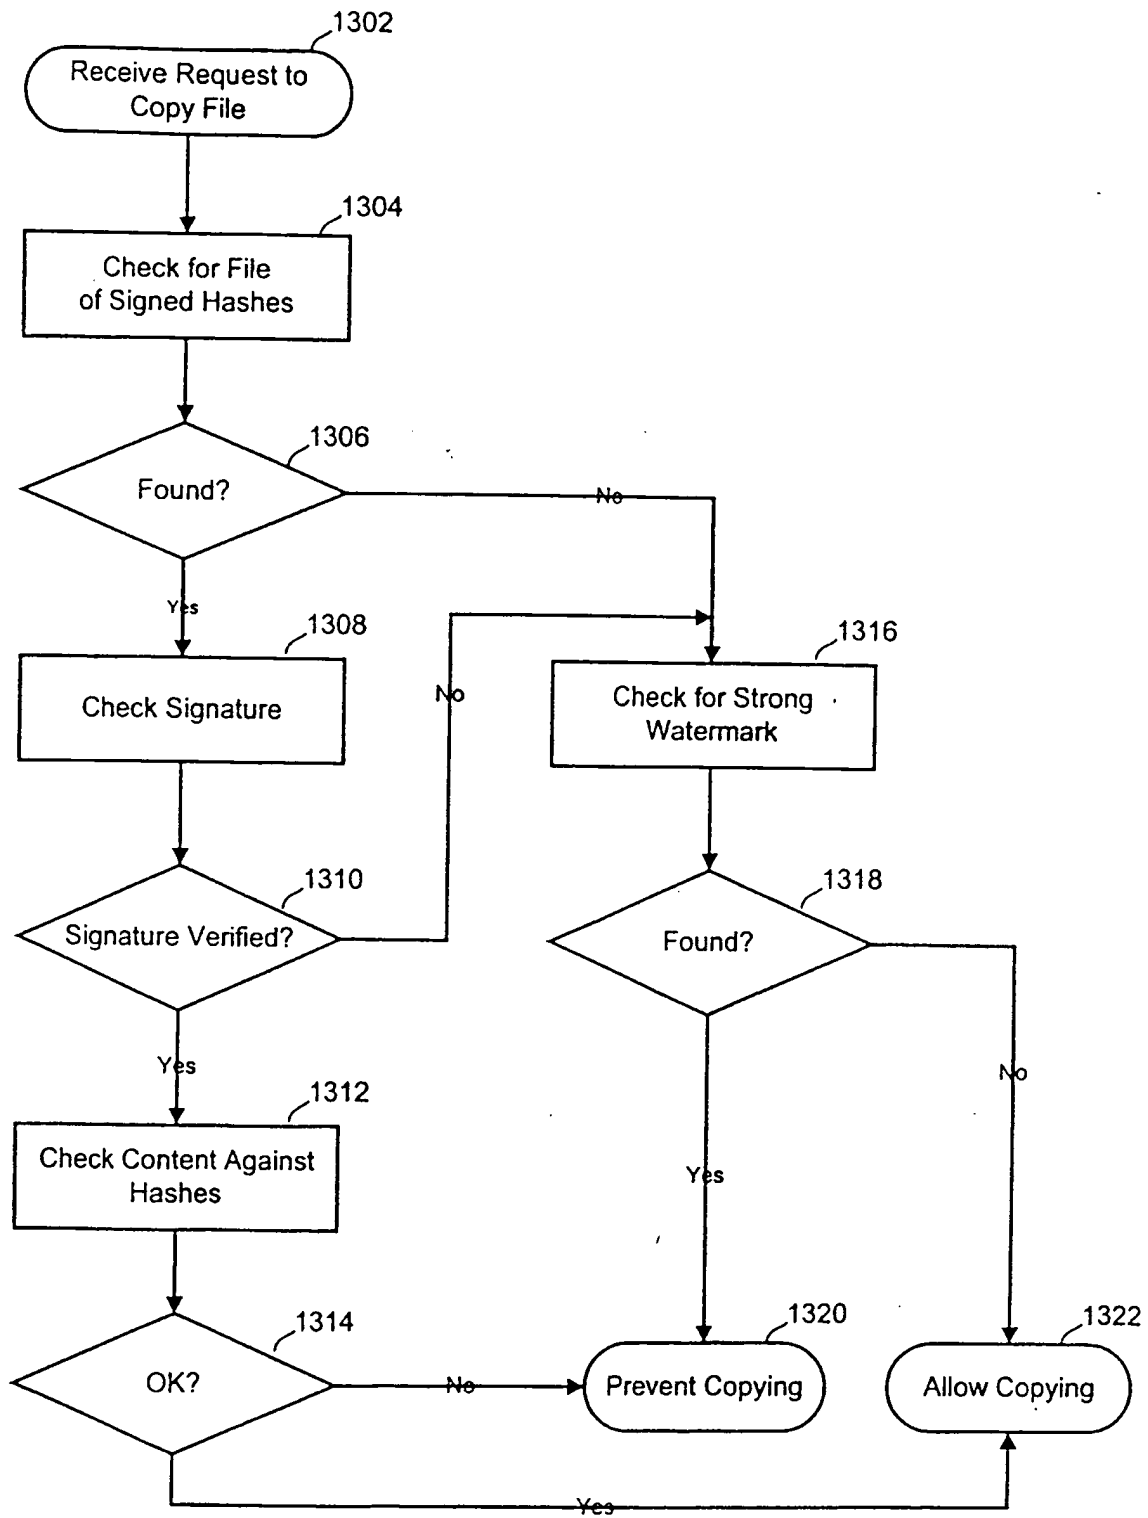 1302
Receive Request to
Copy File
1304
Check for File
of Signed Hashes
1306
Found?
No
Yes
1308
Check Signature
No
1316
Check for Strong
Watermark
1310
Signature Verified?
1318
Found?
Yes
No
1312
Check Content Against
Hashes
Yes
1314
OK?
No
1320
Prevent Copying
1322
Allow Copying
Yes